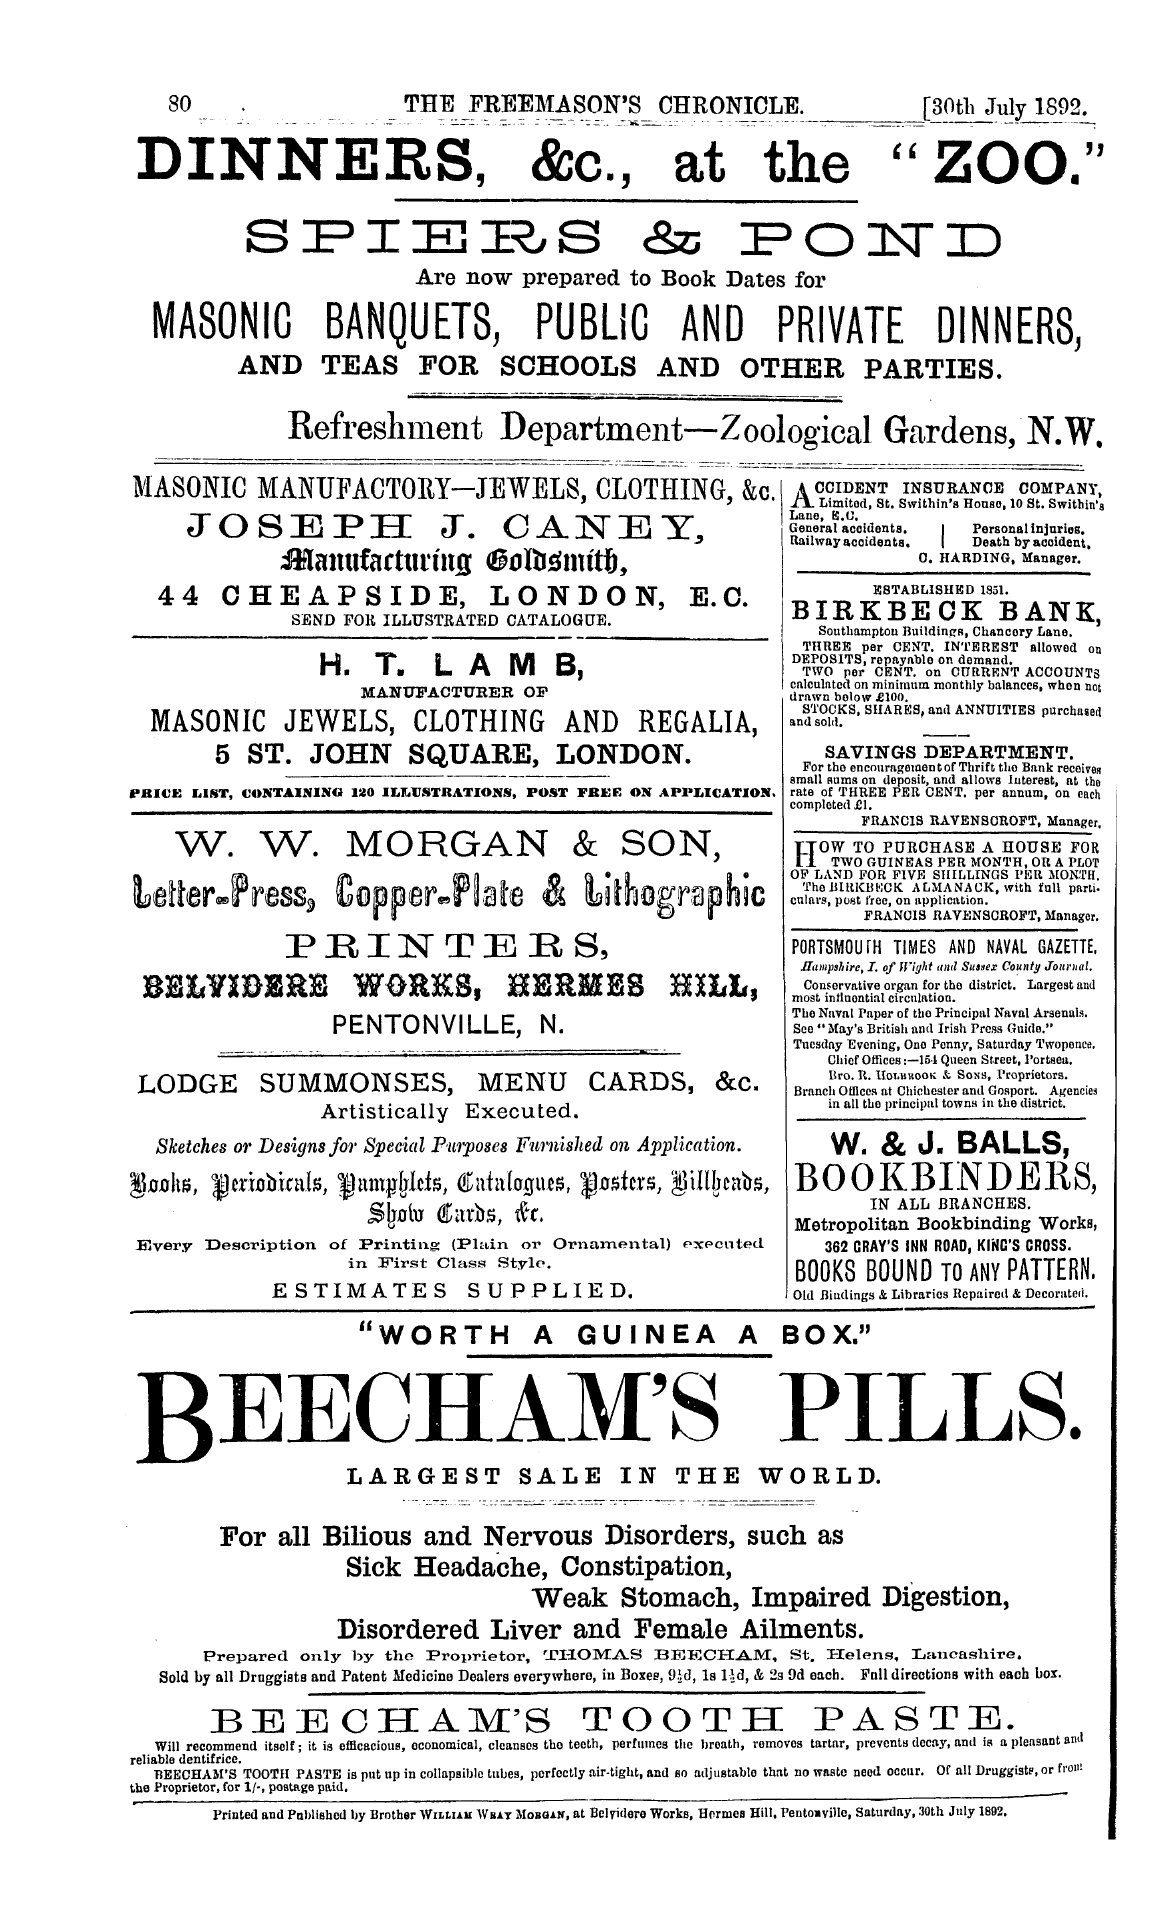 80 THE FREEMASON'S CHRONICLE. [30th July 1892.
DINNERS, &c., at the "ZOO."
SPIERS & POND
Are now prepared to Book Dates for
MASONIC BANQUETS, PUBLIC AND PRIVATE DINNERS,
AND TEAS FOR SCHOOLS AND OTHER PARTIES.
Refreshment Department—Zoological Gardens, N.W.
MASONIC MANUFACTORY—JEWELS, CLOTHING, &c.
JOSEPH J. CANEY,
Manufacturing Goldsmith,
44 CHEAPSIDE, LONDON, E.C.
SEND FOR ILLUSTRATED CATALOGUE.
H. T. LAMB,
MANUFACTURER OF
MASONIC JEWELS, CLOTHING AND REGALIA,
5 ST. JOHN SQUARE, LONDON.
PRICE LIST, CONTAINING 120 ILLUSTRATIONS, POST FREE ON APPLICATION.
W. W. MORGAN & SON,
Letter-Press, Copper-Plate & Lithographic
PRINTERS,
BELVIDERE WORKS, HERMES HILL,
PENTONVILLE, N.
LODGE SUMMONSES, MENU CARDS, &c.
Artistically Executed.
Sketches or Designs for Special Purposes Furnished on Application.
Books, Periodicals, Pamphlets, Catalogues, Posters, Billheads,
Show Cards, &c.
Every Description of Printing (Plain or Ornamental) executed
in First Class Style.
ESTIMATES SUPPLIED.
ACCIDENT INSURANCE COMPANY,
Limited, St. Swithin's House, 10 St. Swithin's
Lane, E.C.
General accidents. | Personal injuries.
Railway accidents. | Death by accident.
C. HARDING, Manager.
ESTABLISHED 1851.
BIRKBECK BANK,
Southampton Buildings, Chancery Lane.
THREE per CENT. INTEREST allowed on
DEPOSITS, repayable on demand.
TWO per CENT. on CURRENT ACCOUNTS
calculated on minimum monthly balances, when not
drawn below £100.
STOCKS, SHARES, and ANNUITIES purchased
and sold.
SAVINGS DEPARTMENT.
For the encouragement of Thrift the Bank receives
small sums on deposit, and allows Interest, at the
rate of THREE PER CENT. per annum, on each
completed £1.
FRANCIS RAVENSCROFT, Manager.
HOW TO PURCHASE A HOUSE FOR
TWO GUINEAS PER MONTH, OR A PLOT
OF LAND FOR FIVE SHILLINGS PER MONTH.
The BIRKBECK ALMANACK, with full parti-
culars, post free, on application.
FRANCIS RAVENSCROFT, Manager.
PORTSMOUTH TIMES AND NAVAL GAZETTE.
Hampshire, I. of Wight and Sussex County Journal.
Conservative organ for the district. Largest and
most influential circulation.
The Naval Paper of the Principal Naval Arsenals.
See "May's British and Irish Press Guide."
Tuesday Evening, One Penny, Saturday Twopence.
Chief Offices:—154 Queen Street, Portsea.
Bro. R. HOLBROOK & SONS, Proprietors.
Branch Offices at Chichester and Gosport. Agencies
in all the principal towns in the district.
W. & J. BALLS,
BOOKBINDERS,
IN ALL BRANCHES.
Metropolitan Bookbinding Works,
362 GRAY'S INN ROAD, KING'S CROSS.
BOOKS BOUND TO ANY PATTERN.
Old Bindings & Libraries Repaired & Decorated.
"WORTH A GUINEA A BOX."
BEECHAM'S PILLS.
LARGEST SALE IN THE WORLD.
For all Bilious and Nervous Disorders, such as
Sick Headache, Constipation,
Weak Stomach, Impaired Digestion,
Disordered Liver and Female Ailments.
Prepared only by the Proprietor, THOMAS BEECHAM, St. Helens, Lancashire.
Sold by all Druggists and Patent Medicine Dealers everywhere, in Boxes, 9½d, 1s 1½d, & 2s 9d each. Full directions with each box.
BEECHAM'S TOOTH PASTE.
Will recommend itself; it is efficacious, economical, cleanses the teeth, perfumes the breath, removes tartar, prevents decay, and is a pleasant and
reliable dentifrice.
BEECHAM'S TOOTH PASTE is put up in collapsible tubes, perfectly air-tight, and so adjustable that no waste need occur. Of all Druggists, or from
the Proprietor, for 1/-, postage paid.
Printed and Published by Brother WILLIAM WRAY MORGAN, at Belvidere Works, Hermes Hill, Pentonville, Saturday, 30th July 1892.